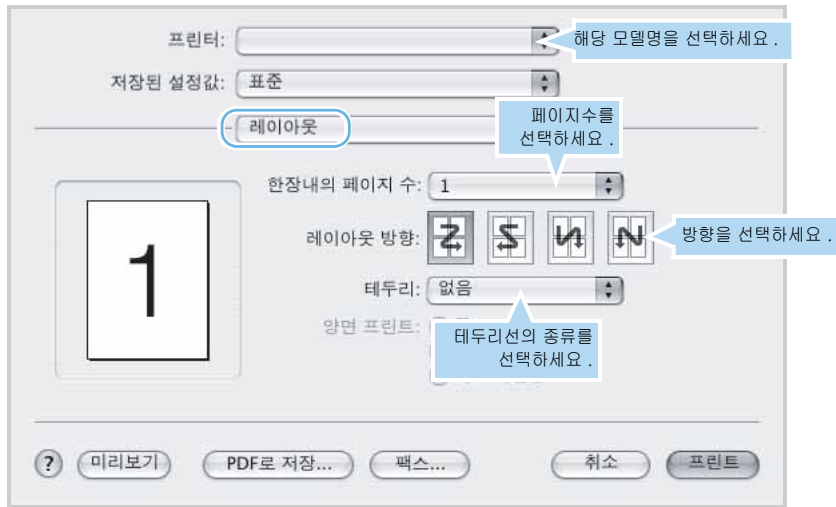 프린터:
해당 모델명을 선택하세요 .
저장된 설정값: 표준
레이아웃
페이지수를
선택하세요 .
한장내의 페이지 수: 1
레이아웃 방향:
방향을 선택하세요 .
1
테두리: 없음
양면 프린트:
테두리선의 종류를
선택하세요 .
? 미리보기 PDF로 저장... 팩스... 취소 프린트